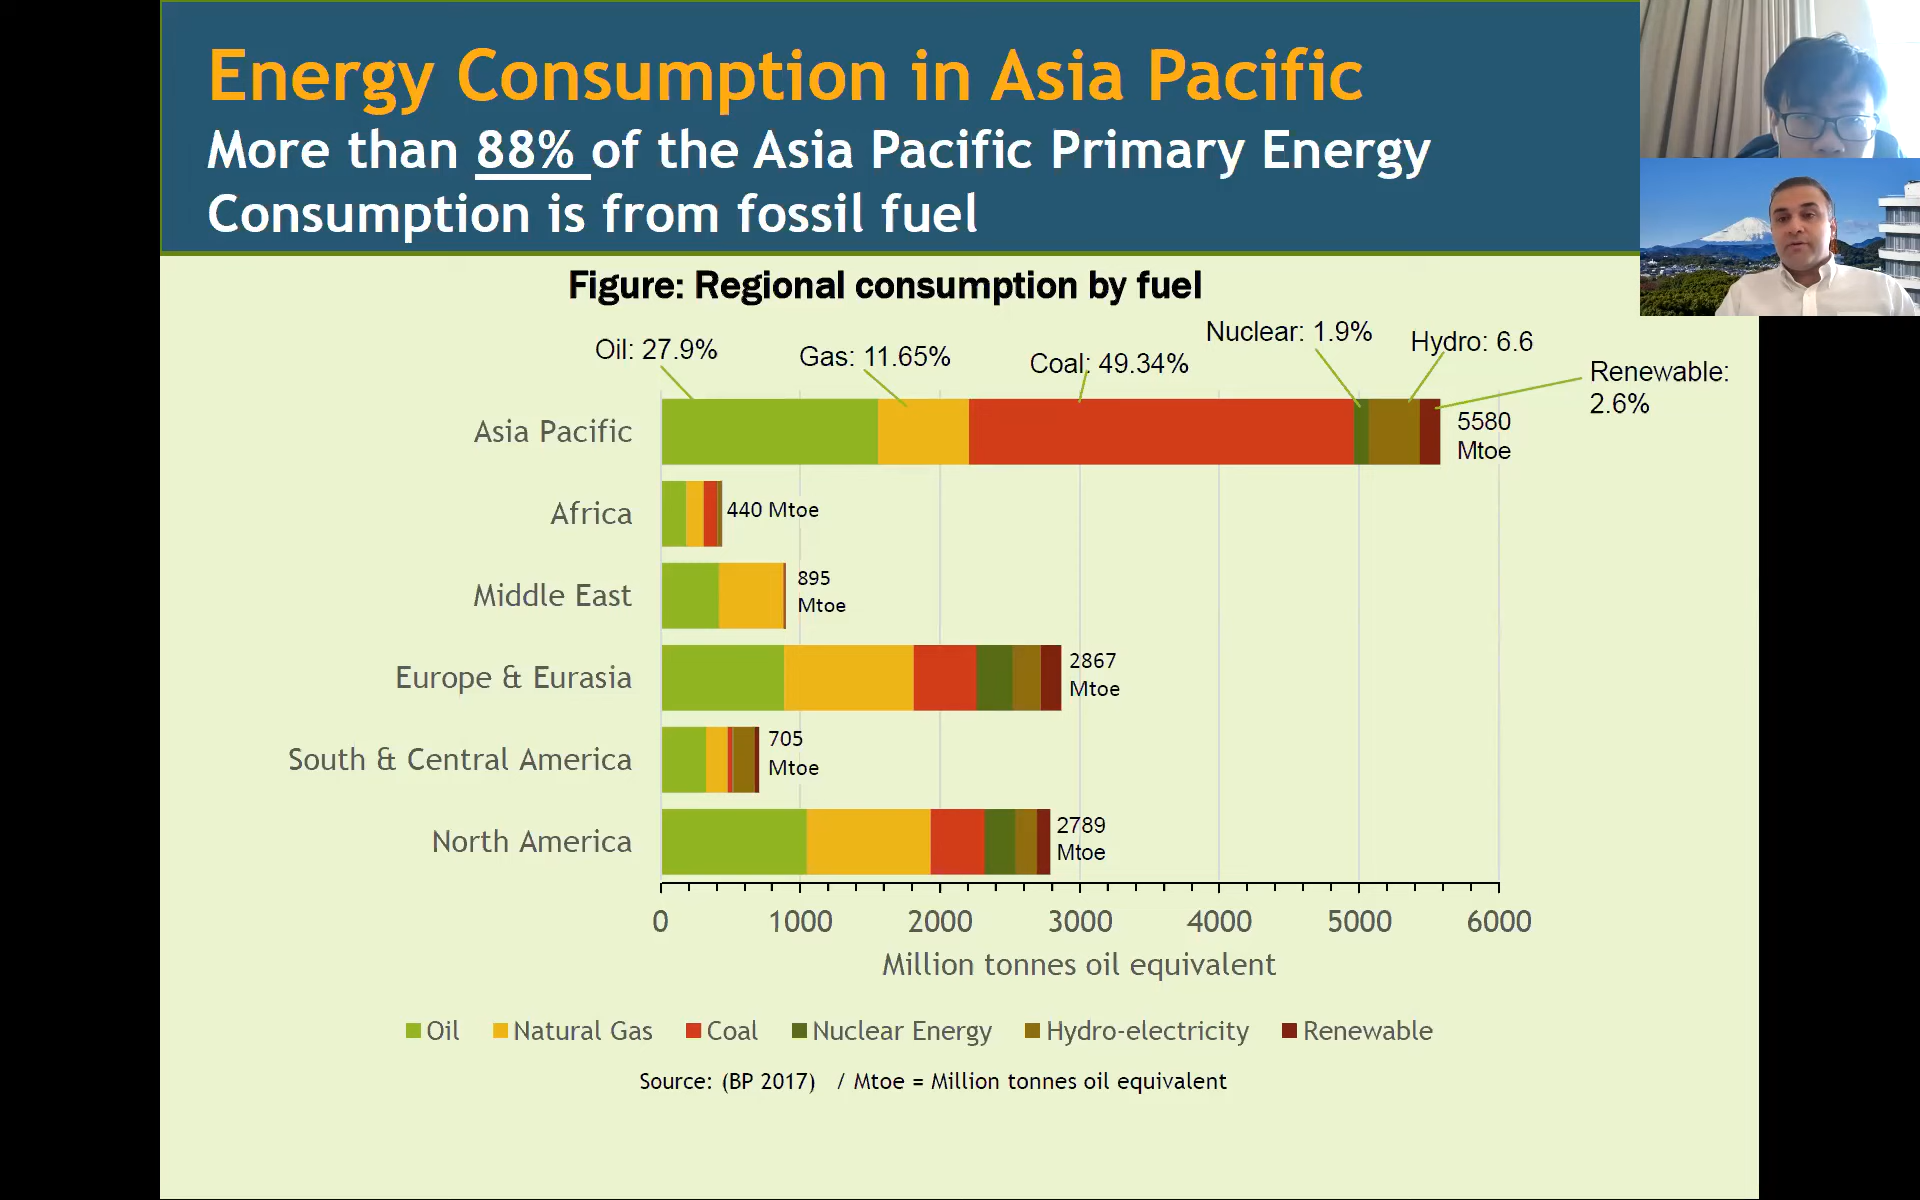 Energy Consumption in Asia Pacific
More than 88% of the Asia Pacific Primary Energy
Consumption is from fossil fuel
Figure: Regional consumption by fuel
Oil: 27.9%
Gas: 11.65%
Coal: 49.34%
Nuclear: 1.9%
Hydro: 6.6
Renewable:
2.6%
Asia Pacific
5580
Mtoe
Africa
440 Mtoe
Middle East
895
Mtoe
Europe & Eurasia
2867
Mtoe
South & Central America
705
Mtoe
North America
2789
Mtoe
0 1000 2000 3000 4000 5000 6000
Million tonnes oil equivalent
Oil Natural Gas Coal Nuclear Energy Hydro-electricity Renewable
Source: (BP 2017) / Mtoe = Million tonnes oil equivalent